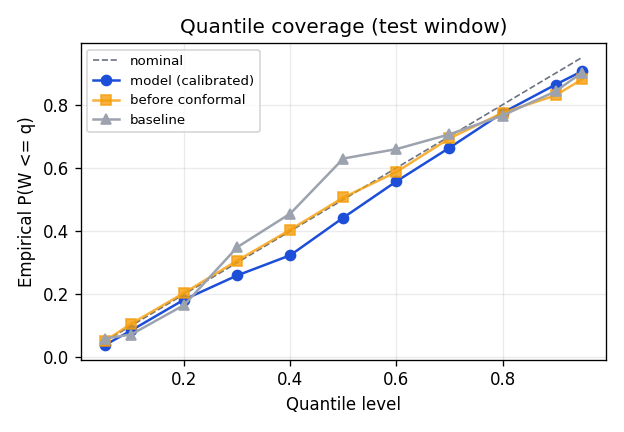 Quantile coverage (test window)
nominal
model (calibrated)
before conformal
baseline
Empirical P(W <= q)
0.8
0.6
0.4
0.2
0.0
0.2 0.4 0.6 0.8
Quantile level